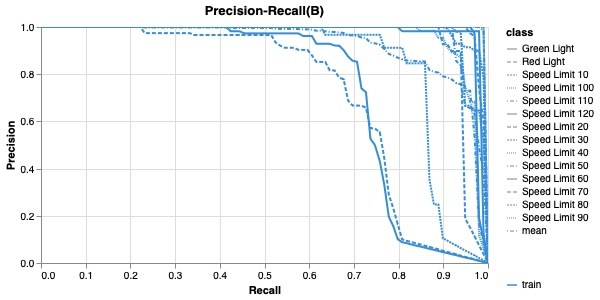 Precision-Recall(B)
class
Green Light
Red Light
Speed Limit 10
Speed Limit 100
Speed Limit 110
Speed Limit 120
Speed Limit 20
Speed Limit 30
Speed Limit 40
Speed Limit 50
Speed Limit 60
Speed Limit 70
Speed Limit 80
Speed Limit 90
mean
train
Precision
1.0
0.8
0.6
0.4
0.2
0.0
0.0 0.1 0.2 0.3 0.4 0.5 0.6 0.7 0.8 0.9 1.0
Recall